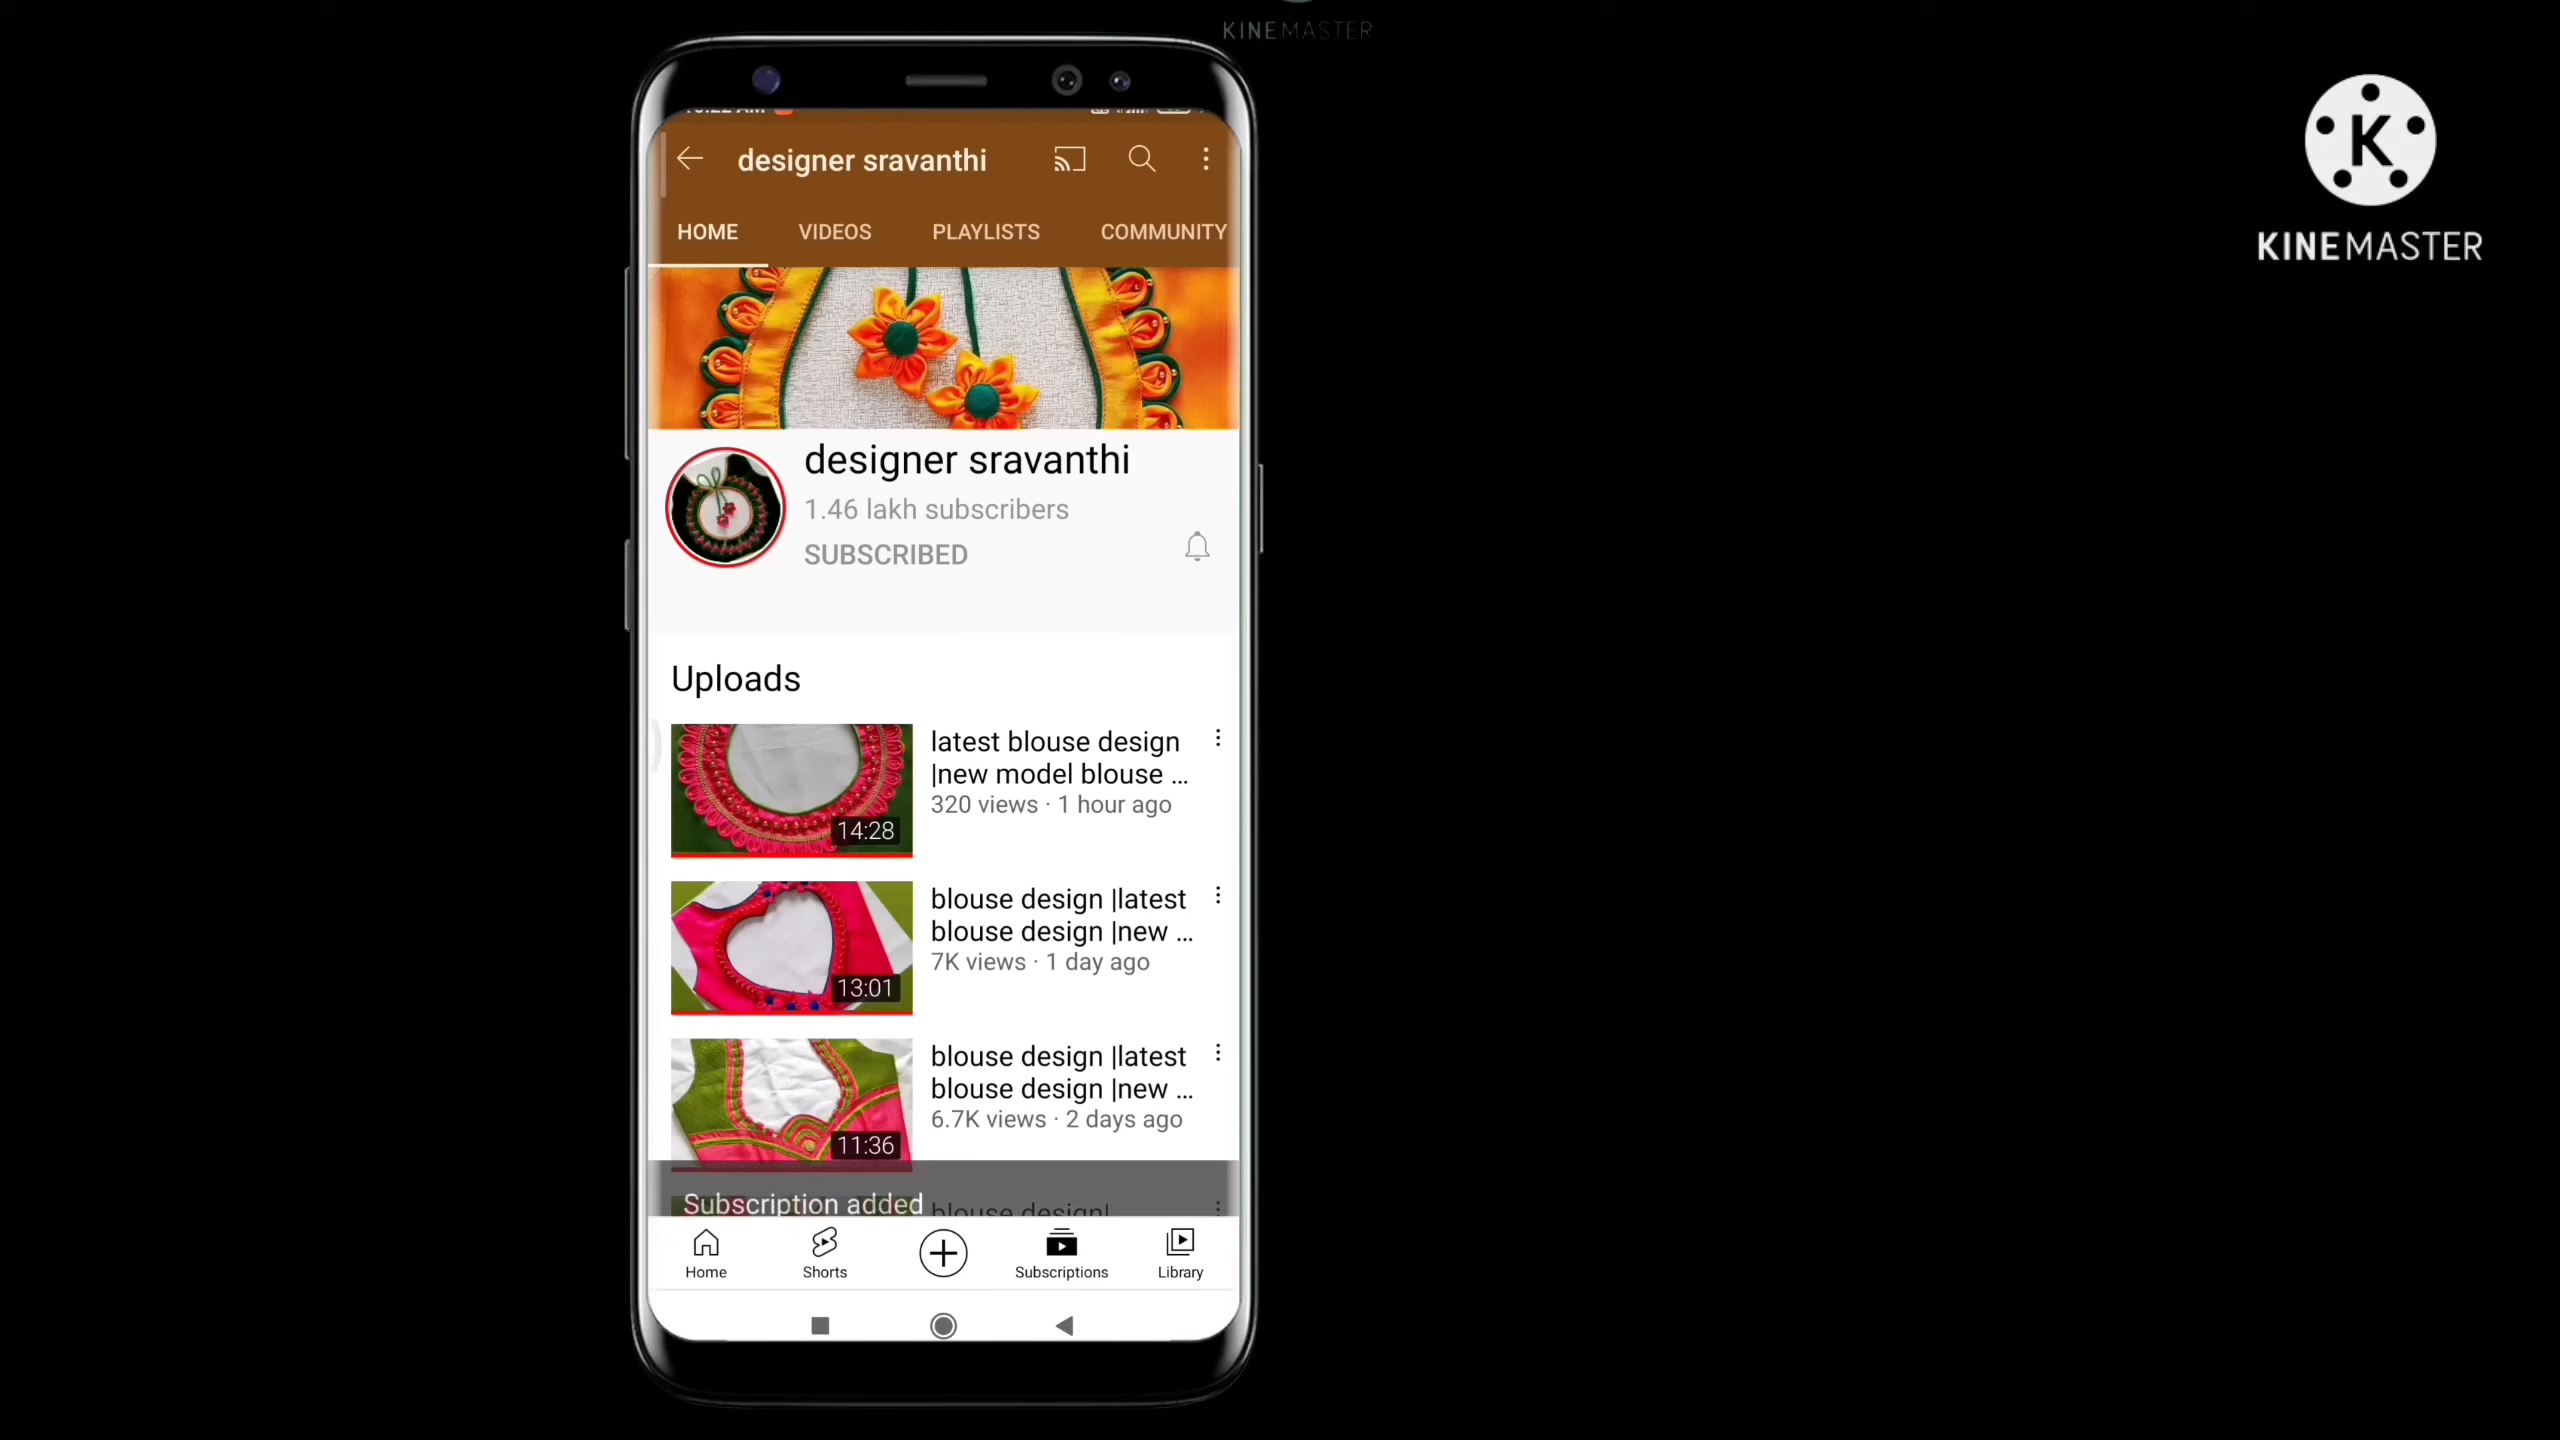 KINEMASTER
KINEMASTER
designer sravanthi
HOME VIDEOS PLAYLISTS COMMUNITY
designer sravanthi
1.46 lakh subscribers
SUBSCRIBED
Uploads
latest blouse design
|new model blouse ...
320 views · 1 hour ago
14:28
blouse design |latest
blouse design |new ...
7K views · 1 day ago
13:01
blouse design |latest
blouse design |new ...
6.7K views · 2 days ago
11:36
Subscription added
blouse design|
Home Shorts Subscriptions Library